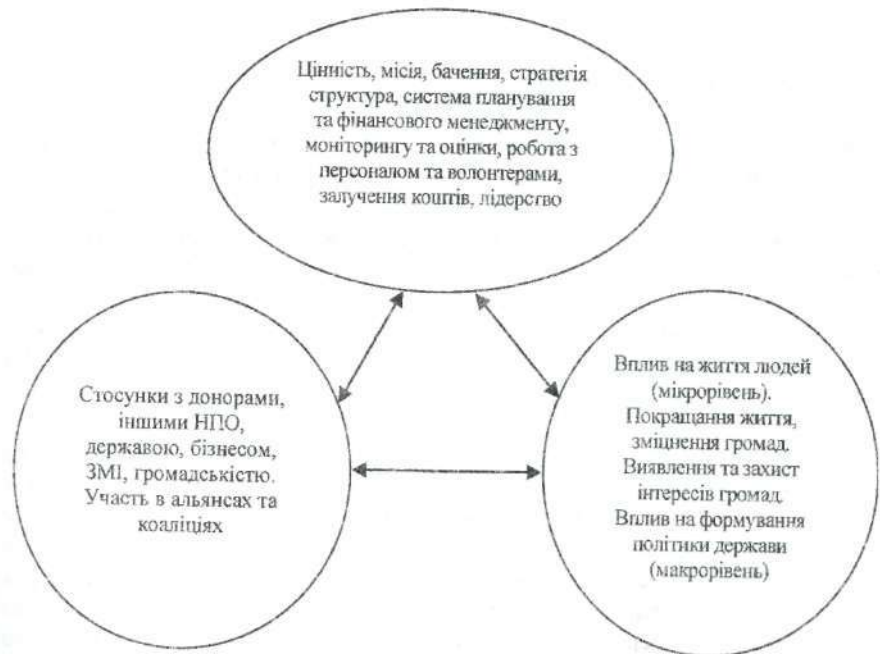 Цінність, місія, бачення, стратегія
структура, система планування
та фінансового менеджменту,
моніторингу та оцінки, робота з
персоналом та волонтерами,
залучення коштів, лідерство
Стосунки з донорами,
іншими НПО,
державою, бізнесом,
ЗМІ, громадськістю.
Участь в альянсах та
коаліціях
Вплив на життя людей
(мікрорівень).
Покращання життя,
зміцнення громад.
Виявлення та захист
інтересів громад.
Вплив на формування
політики держави
(макрорівень)